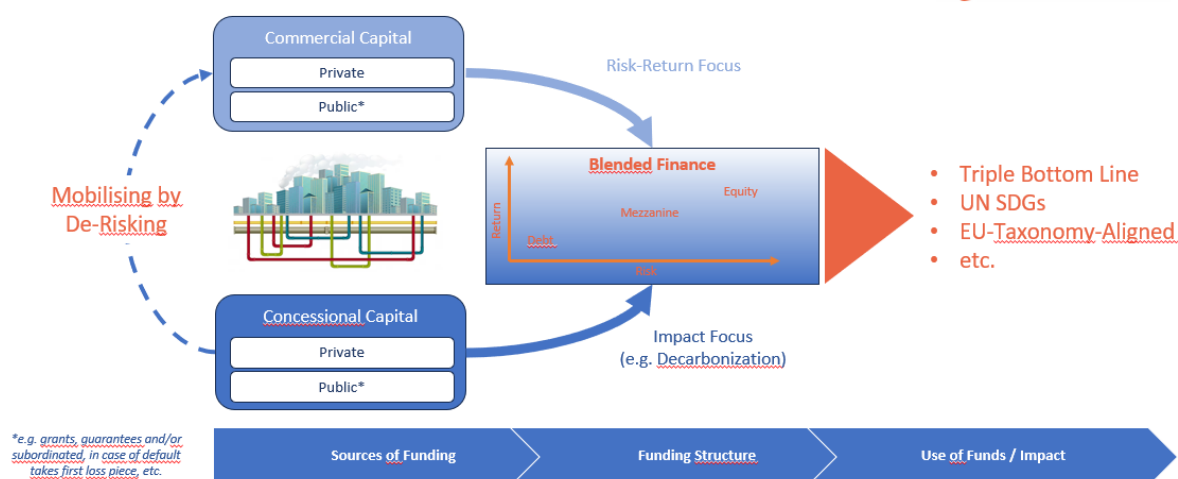 Commercial Capital
Private
Public*
Risk-Return Focus
Mobilising by
De-Risking
Blended Finance
Return
Equity
Mezzanine
Debt
Risk
Triple Bottom Line
UN SDGs
EU-Taxonomy-Aligned
etc.
Concessional Capital
Private
Public*
Impact Focus
(e.g. Decarbonization)
*e.g. grants, guarantees and/or
subordinated, in case of default
takes first loss piece, etc.
Sources of Funding
Funding Structure
Use of Funds / Impact